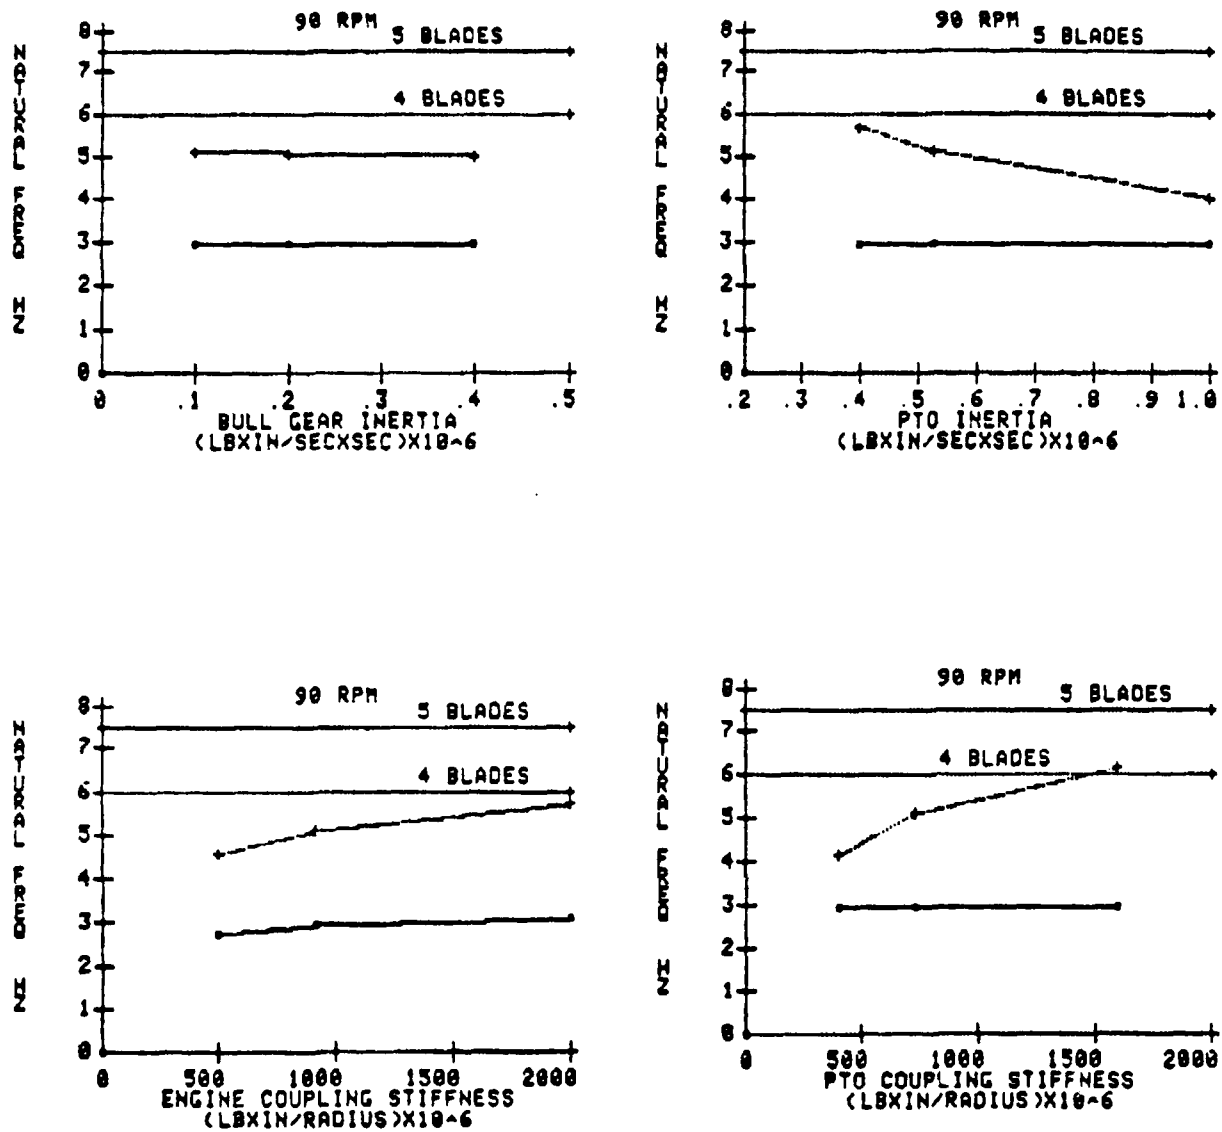 90 RPM
5 BLADES
4 BLADES
NATURAL FREQ HZ
8
7
6
5
4
3
2
1
0
0 .1 .2 .3 .4 .5
BULL GEAR INERTIA
(LBXIN/SECXSEC)X10^6
90 RPM
5 BLADES
4 BLADES
NATURAL FREQ HZ
8
7
6
5
4
3
2
1
0
.2 .3 .4 .5 .6 .7 .8 .9 1.0
PTO INERTIA
(LBXIN/SECXSEC)X10^6
90 RPM
5 BLADES
4 BLADES
NATURAL FREQ HZ
8
7
6
5
4
3
2
1
0
0 500 1000 1500 2000
ENGINE COUPLING STIFFNESS
(LBXIN/RADIUS)X10^6
90 RPM
5 BLADES
4 BLADES
NATURAL FREQ HZ
8
7
6
5
4
3
2
1
0
0 500 1000 1500 2000
PTO COUPLING STIFFNESS
(LBXIN/RADIUS)X10^6